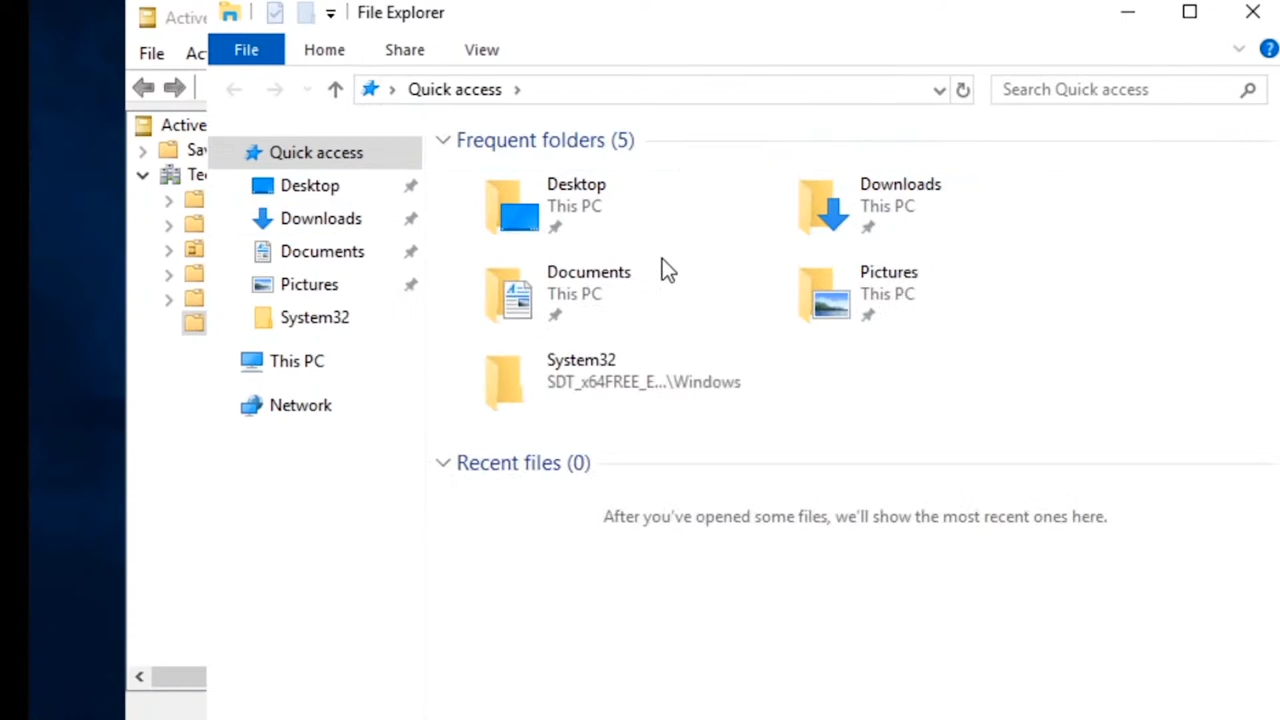 Active
File Explorer
File
Ac
File
Home
Share
View
Quick access
Search Quick access
Active
Sa
Te
Quick access
Desktop
Downloads
Documents
Pictures
System32
This PC
Network
Frequent folders (5)
Desktop
This PC
Downloads
This PC
Documents
This PC
Pictures
This PC
System32
SDT_x64FREE_E...\Windows
Recent files (0)
After you've opened some files, we'll show the most recent ones here.